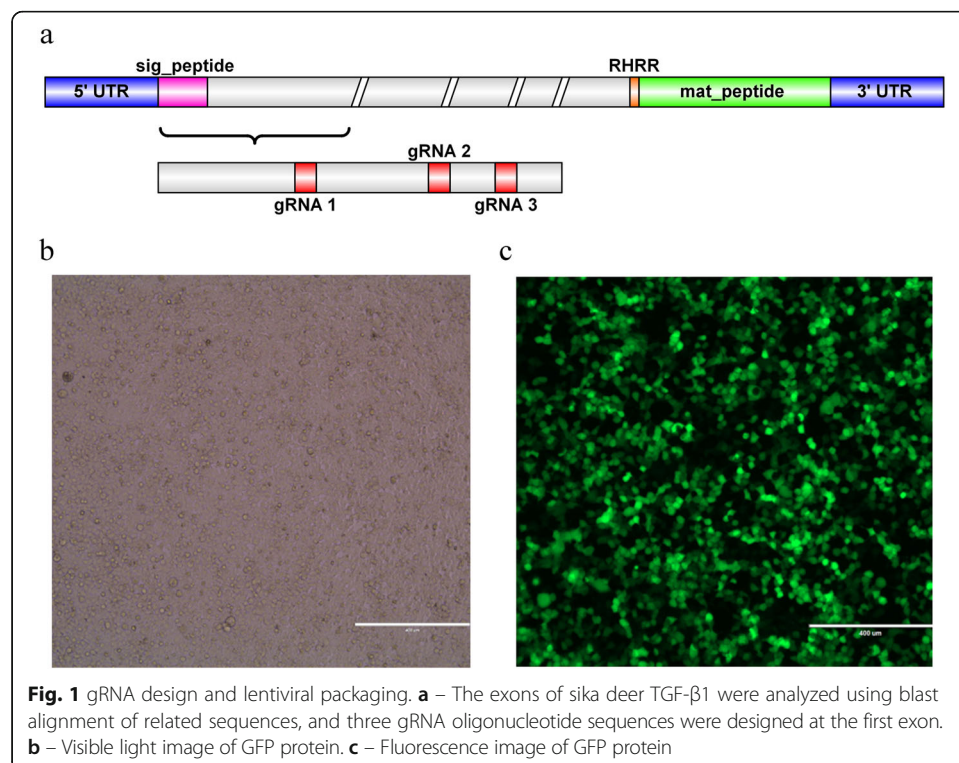 a
sig_peptide
RHRR
5' UTR
mat_peptide
3' UTR
gRNA 2
gRNA 1
gRNA 3
b
c
400 um
400 um
Fig. 1 gRNA design and lentiviral packaging. a – The exons of sika deer TGF-β1 were analyzed using blast
alignment of related sequences, and three gRNA oligonucleotide sequences were designed at the first exon.
b – Visible light image of GFP protein. c – Fluorescence image of GFP protein